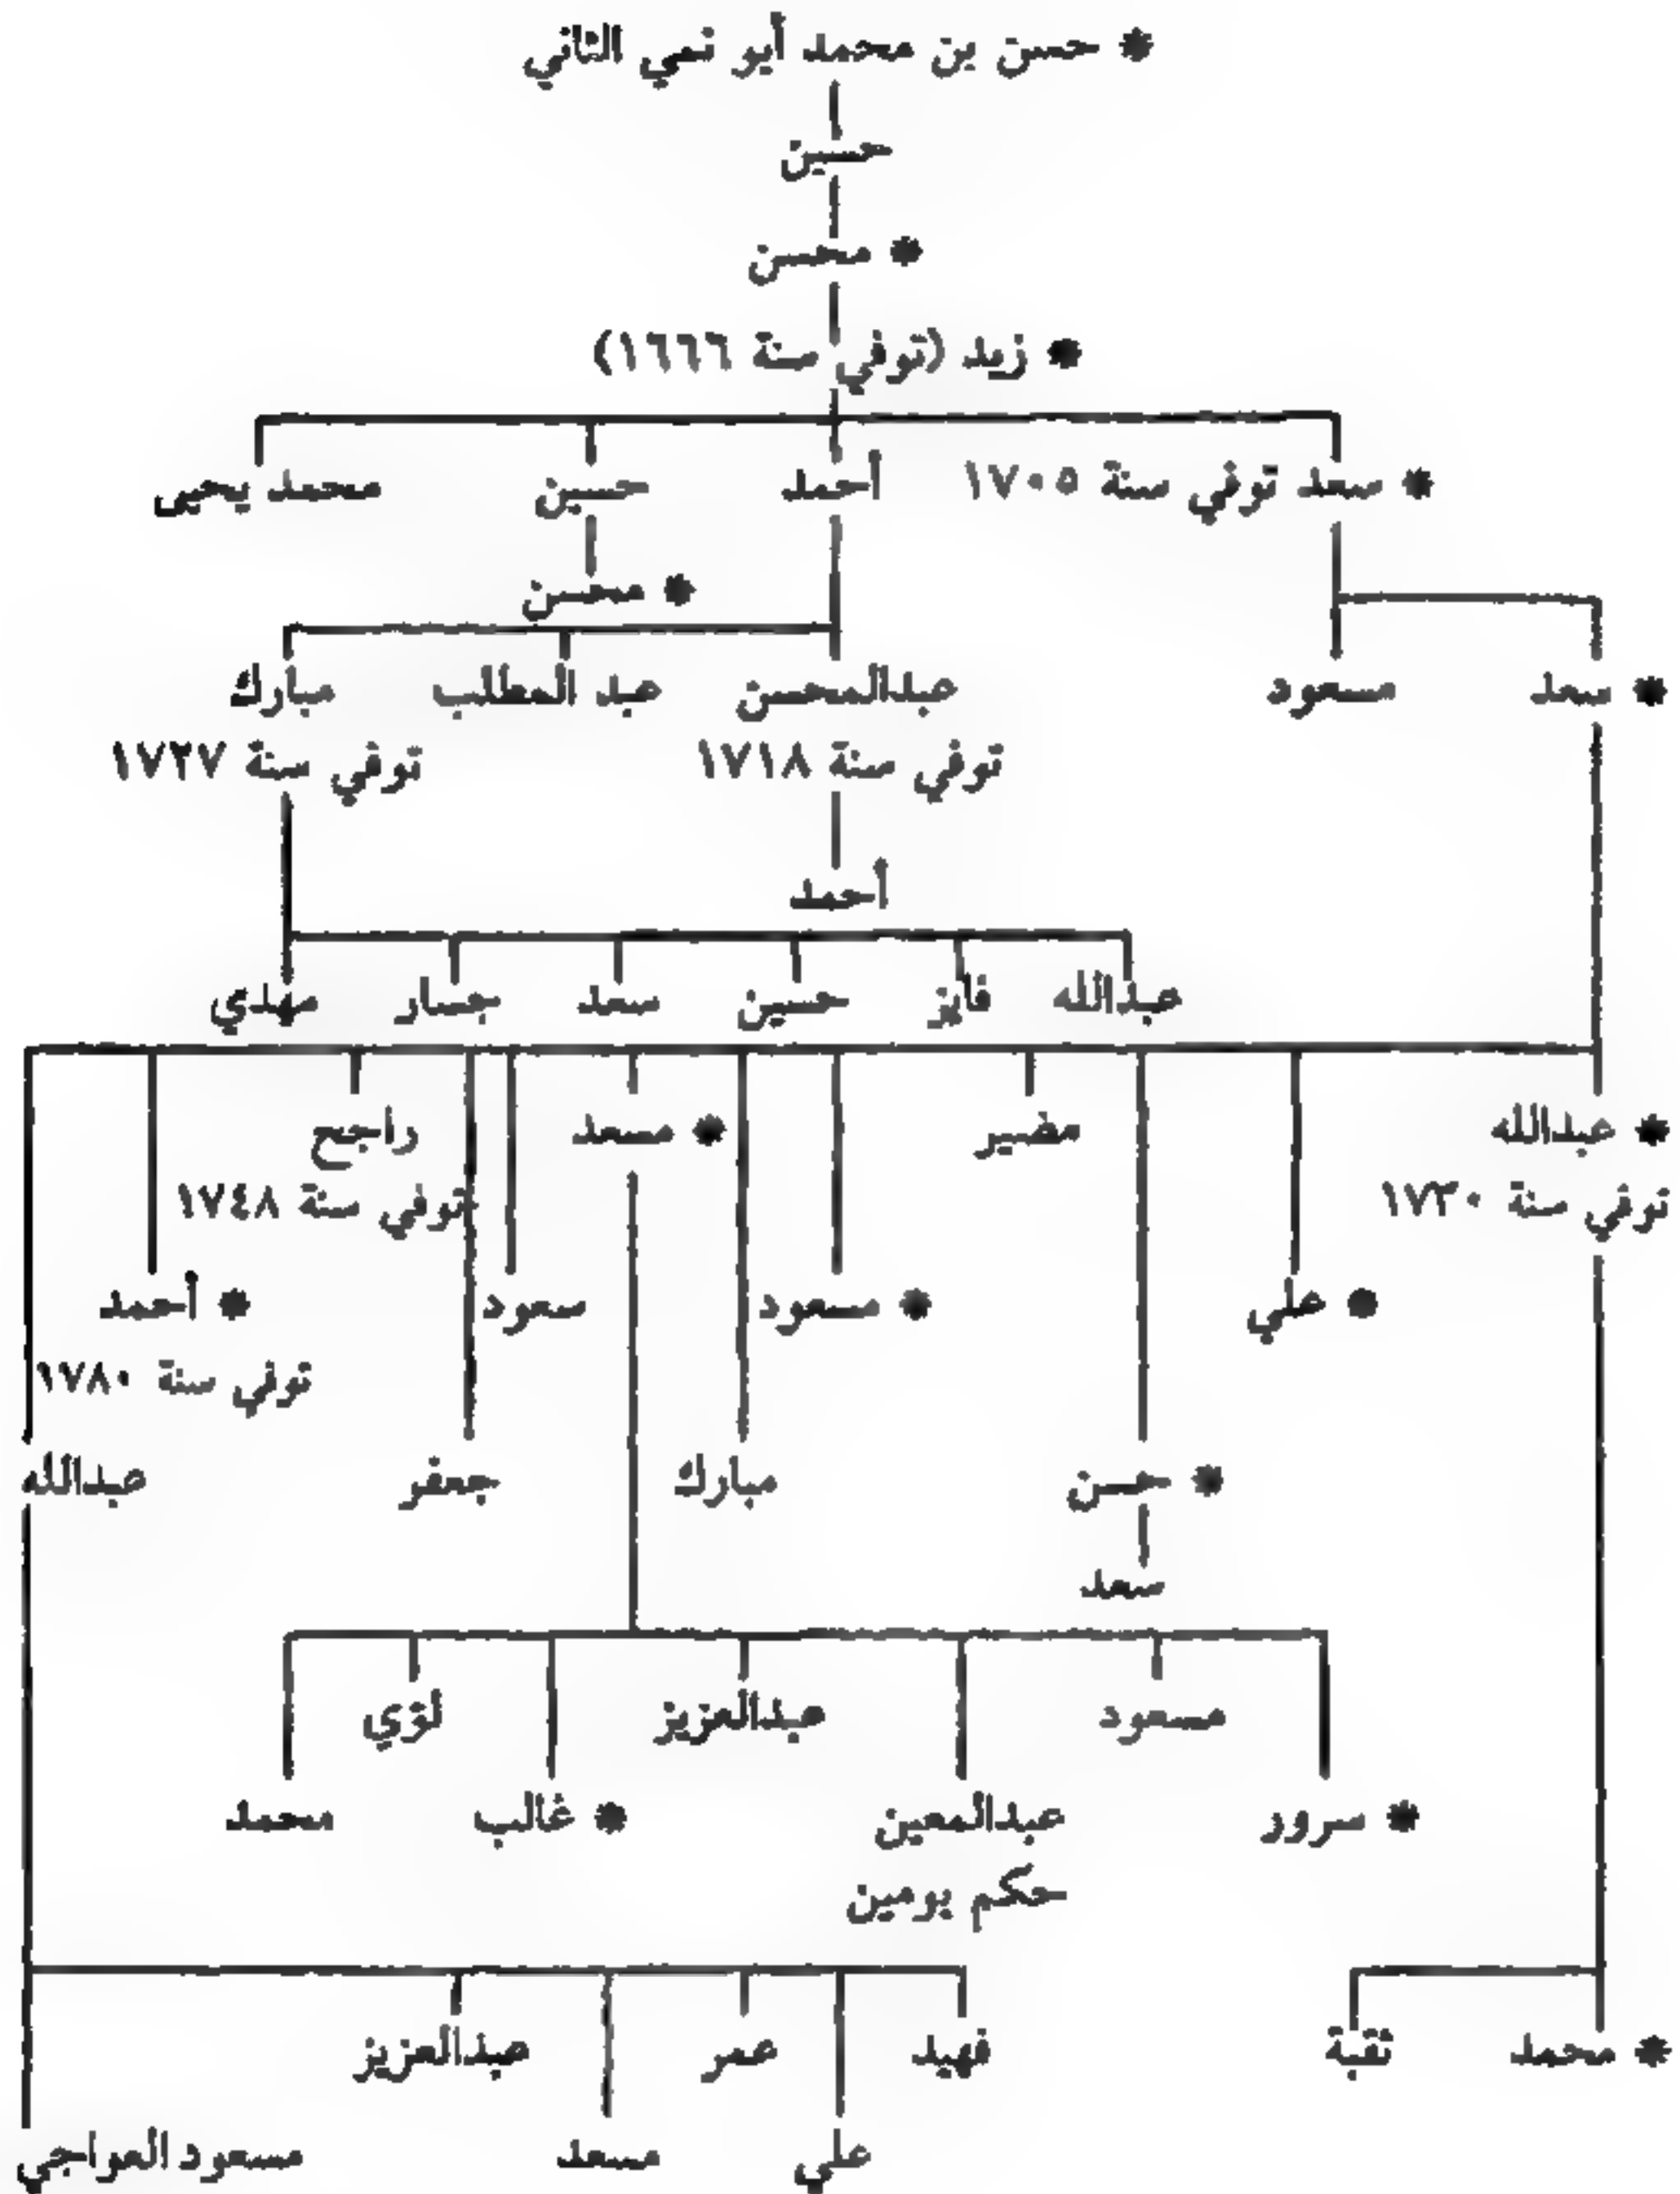 * حسن بن محمد أبو نمي الثاني
حسين
* محسن
* زيد (توفي سنة ١٦٦٦)
* سعد توفي سنة ١٧٠٥ أحمد حسين محمد يحيى
* محسن
* سعد مسعود عبدالمحسن عبد المطلب مبارك
توفي سنة ١٧١٨ توفي سنة ١٧٢٧
أحمد
عبدالله فايز حسين سعد جسار مهدي
* عبدالله مضير * مسعد راجح
توفي سنة ١٧٣٠ توفي سنة ١٧٤٨
* علي * مسعود سعود * أحمد
توفي سنة ١٧٨٠
* حسن مبارك جعفر عبدالله
سعد
مسعود عبدالعزيز لؤي
* سرور عبدالمعين * غالب محمد
حكم يومين
* محمد ثقبة فهيد عمر عبدالعزيز
علي مسعد مسعود العواجي